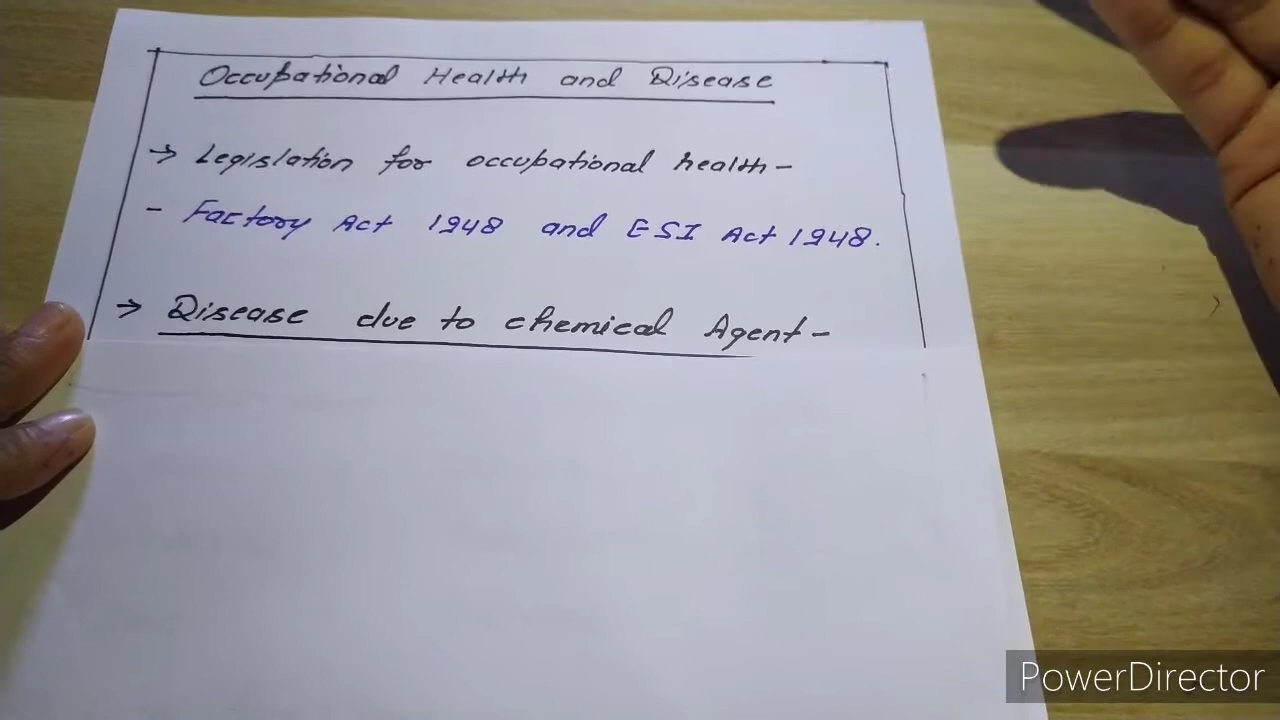 Occupational Health and Disease
→ Legislation for occupational health -
- Factory Act 1948 and ESI Act 1948.
→ Disease due to chemical Agent -
PowerDirector